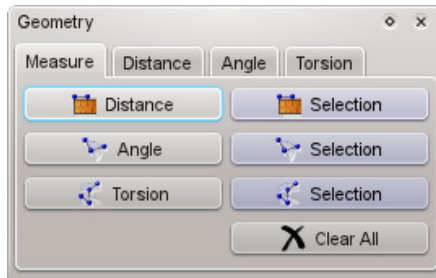 Geometry
Measure Distance Angle Torsion
Distance Selection
Angle Selection
Torsion Selection
Clear All